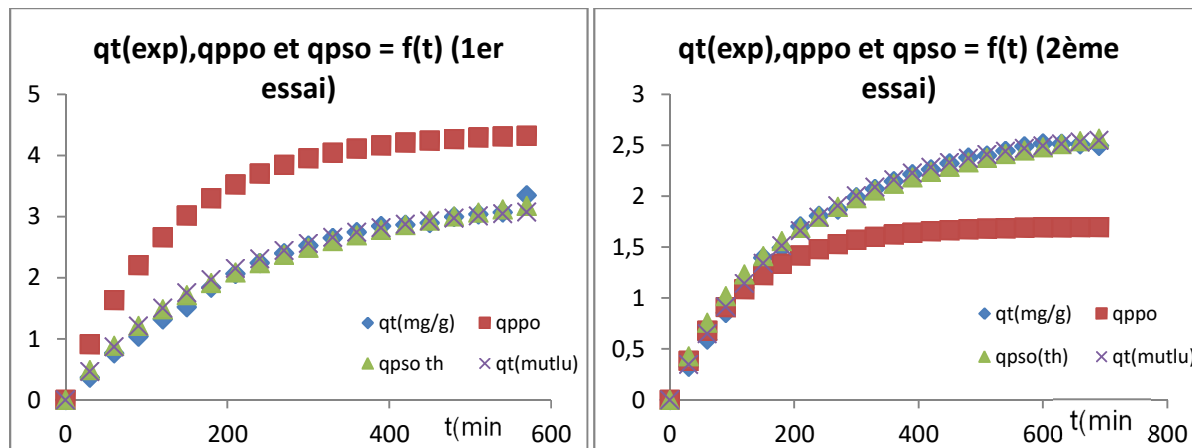 qt(exp),qppo et qpso = f(t) (1er
essai)
5
4
3
2
1
0
0
200
400
600
t(min
qt(mg/g)
qppo
qpso th
qt(mutlu)
qt(exp),qppo et qpso = f(t) (2ème
essai)
3
2,5
2
1,5
1
0,5
0
0
200
400
600
800
t(min
qt(mg/g)
qppo
qpso(th)
qt(mutlu)